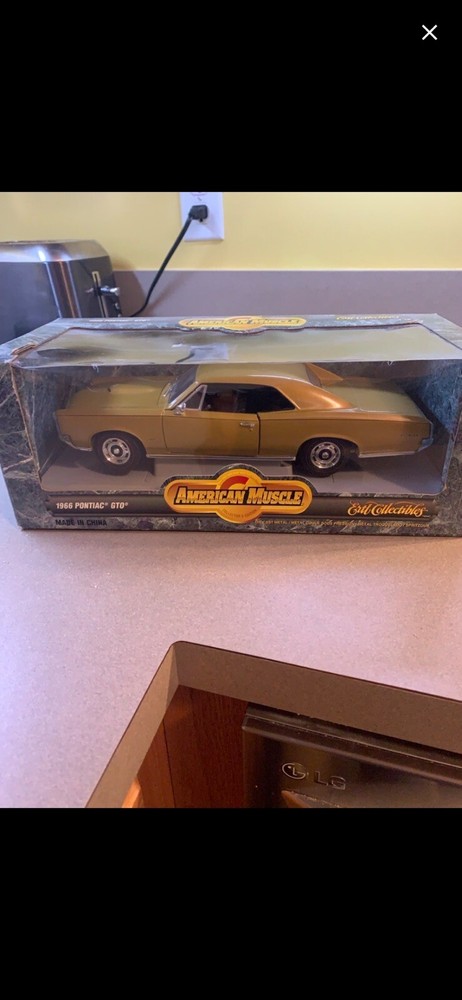 AMERICAN MUSCLE
AMERICAN MUSCLE
1966 PONTIAC® GTO®
Ertl Collectibles
MADE IN CHINA
LG